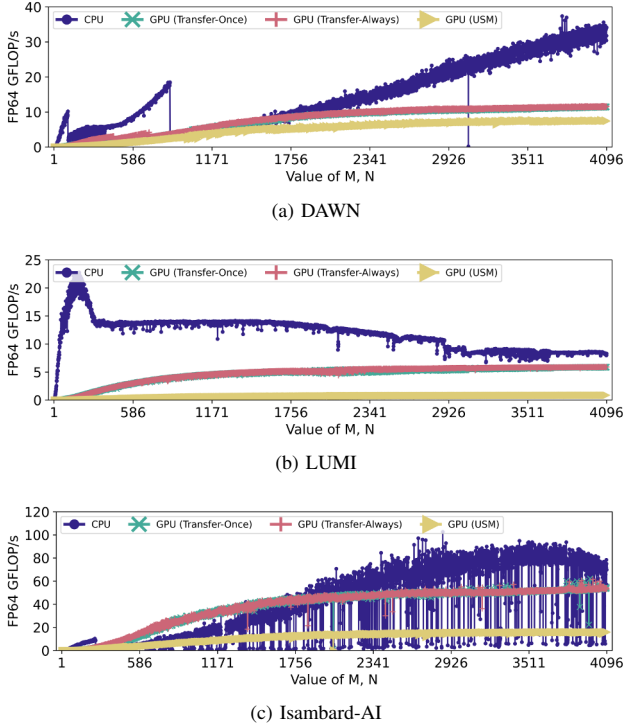 FP64 GFLOP/s
40
30
20
10
0
CPU GPU (Transfer-Once) GPU (Transfer-Always) GPU (USM)
1 586 1171 1756 2341 2926 3511 4096
Value of M, N
(a) DAWN
FP64 GFLOP/s
25
20
15
10
5
0
CPU GPU (Transfer-Once) GPU (Transfer-Always) GPU (USM)
1 586 1171 1756 2341 2926 3511 4096
Value of M, N
(b) LUMI
FP64 GFLOP/s
120
100
80
60
40
20
0
CPU GPU (Transfer-Once) GPU (Transfer-Always) GPU (USM)
1 586 1171 1756 2341 2926 3511 4096
Value of M, N
(c) Isambard-AI